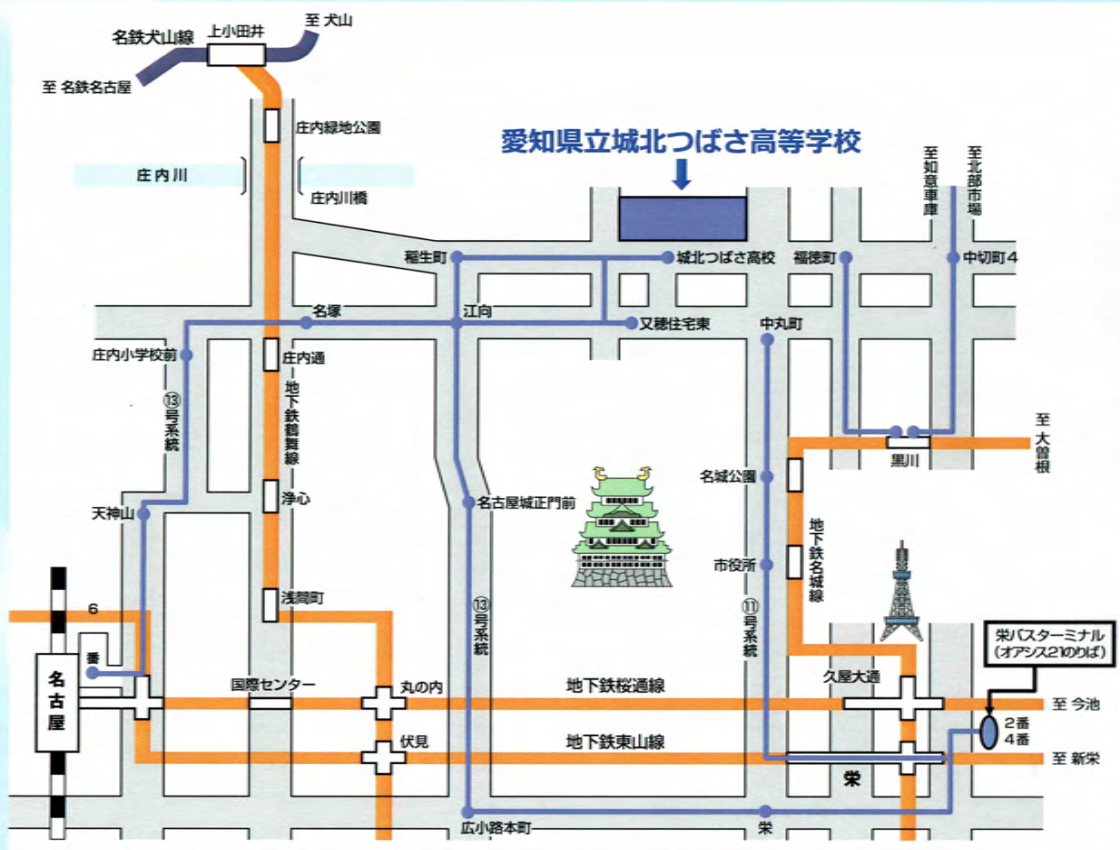 至 犬山
名鉄犬山線
上小田井
至 名鉄名古屋
庄内緑地公園
愛知県立城北つばさ高等学校
庄内川
庄内川橋
至如意車庫
至北部市場
稲生町
城北つばさ高校
福徳町
中切町4
名塚
江向
又穂住宅東
中丸町
庄内小学校前
庄内通
⑬号系統
地下鉄鶴舞線
至 大曽根
黒川
名城公園
浄心
名古屋城正門前
天神山
地下鉄名城線
市役所
6
番
浅間町
⑬号系統
⑪号系統
栄バスターミナル
(オアシス21のりば)
名古屋
国際センター
丸の内
地下鉄桜通線
久屋大通
至 今池
2番
4番
伏見
地下鉄東山線
至 新栄
栄
広小路本町
栄